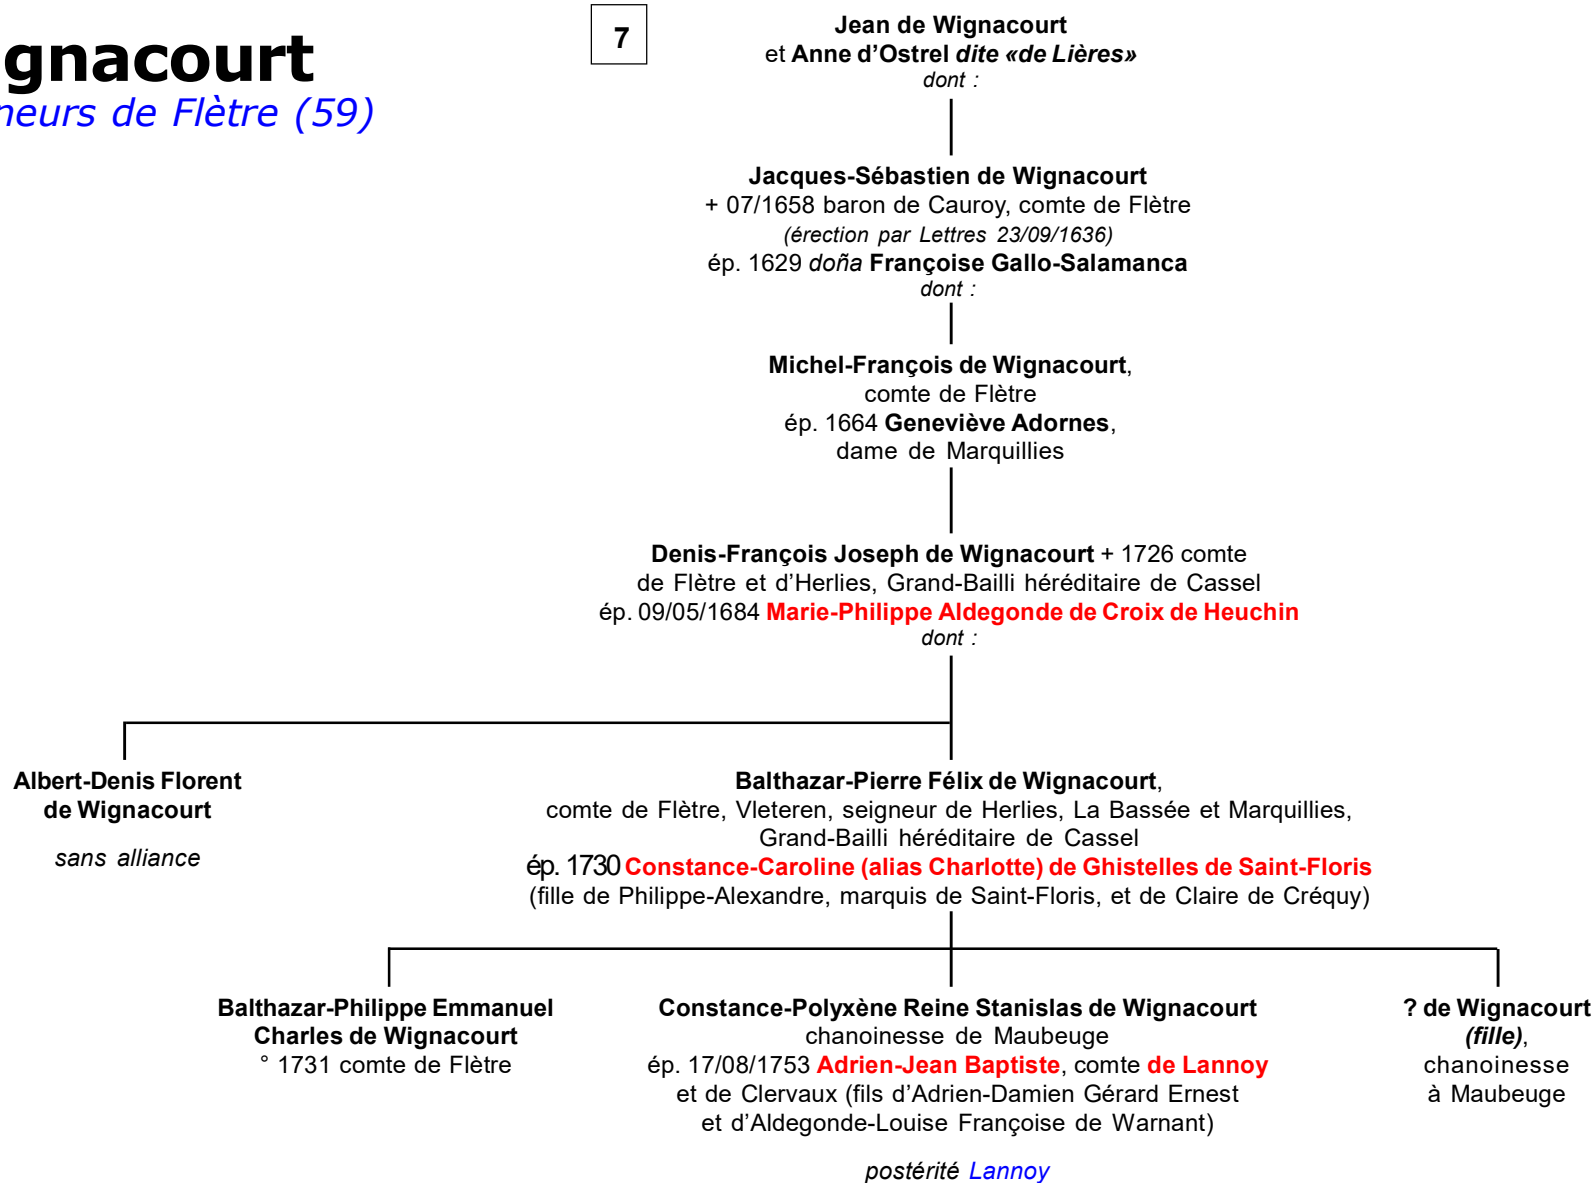 gnacourt
neurs de Flètre (59)
7
Jean de Wignacourt
et Anne d'Ostrel dite «de Lières»
dont :
Jacques-Sébastien de Wignacourt
+ 07/1658 baron de Cauroy, comte de Flètre
(érection par Lettres 23/09/1636)
ép. 1629 doña Françoise Gallo-Salamanca
dont :
Michel-François de Wignacourt,
comte de Flètre
ép. 1664 Geneviève Adornes,
dame de Marquillies
Denis-François Joseph de Wignacourt + 1726 comte
de Flètre et d'Herlies, Grand-Bailli héréditaire de Cassel
ép. 09/05/1684 Marie-Philippe Aldegonde de Croix de Heuchin
dont :
Albert-Denis Florent
de Wignacourt
sans alliance
Balthazar-Pierre Félix de Wignacourt,
comte de Flètre, Vleteren, seigneur de Herlies, La Bassée et Marquillies,
Grand-Bailli héréditaire de Cassel
ép. 1730 Constance-Caroline (alias Charlotte) de Ghistelles de Saint-Floris
(fille de Philippe-Alexandre, marquis de Saint-Floris, et de Claire de Créquy)
Balthazar-Philippe Emmanuel
Charles de Wignacourt
° 1731 comte de Flètre
Constance-Polyxène Reine Stanislas de Wignacourt
chanoinesse de Maubeuge
ép. 17/08/1753 Adrien-Jean Baptiste, comte de Lannoy
et de Clervaux (fils d'Adrien-Damien Gérard Ernest
et d'Aldegonde-Louise Françoise de Warnant)
postérité Lannoy
? de Wignacourt
(fille),
chanoinesse
à Maubeuge